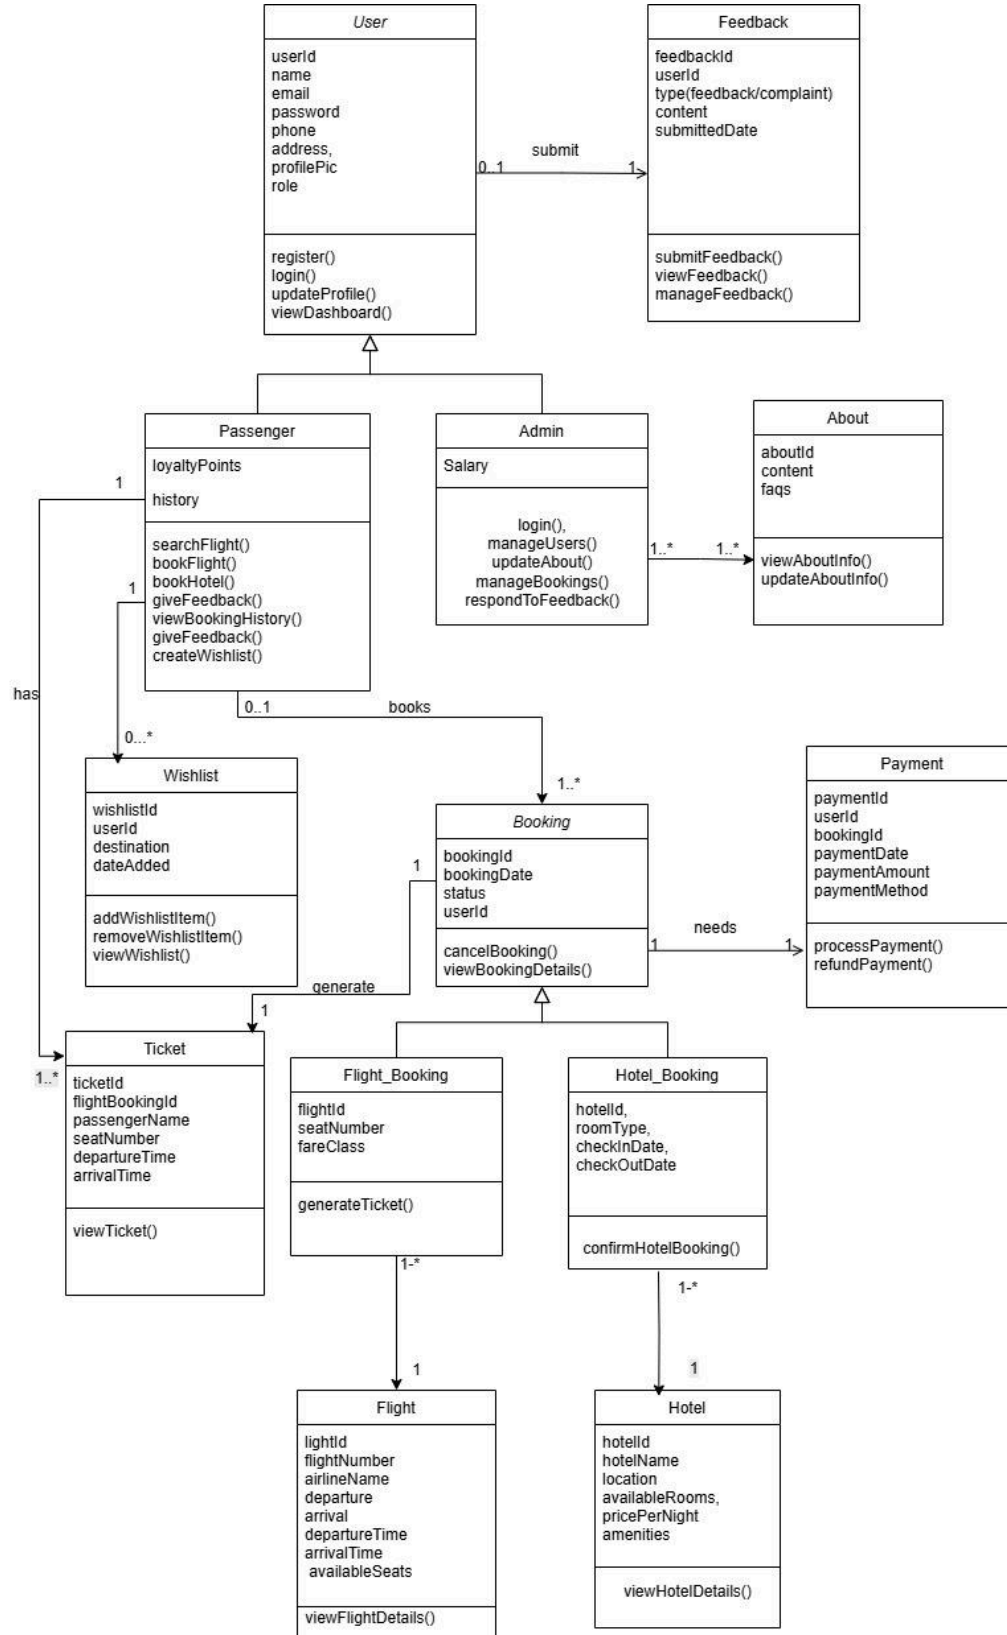 User
userId
name
email
password
phone
address,
profilePic
role
register()
login()
updateProfile()
viewDashboard()
0..1
submit
1
Feedback
feedbackId
userId
type(feedback/complaint)
content
submittedDate
submitFeedback()
viewFeedback()
manageFeedback()
Passenger
loyaltyPoints
history
searchFlight()
bookFlight()
bookHotel()
giveFeedback()
viewBookingHistory()
giveFeedback()
createWishlist()
Admin
Salary
login(),
manageUsers()
updateAbout()
manageBookings()
respondToFeedback()
1..*
1..*
About
aboutId
content
faqs
viewAboutInfo()
updateAboutInfo()
1
1
has
0...*
0..1
books
1..*
Wishlist
wishlistId
userId
destination
dateAdded
addWishlistItem()
removeWishlistItem()
viewWishlist()
Booking
bookingId
bookingDate
status
userId
cancelBooking()
viewBookingDetails()
1
needs
1
Payment
paymentId
userId
bookingId
paymentDate
paymentAmount
paymentMethod
processPayment()
refundPayment()
1
generate
1
1..*
Ticket
ticketId
flightBookingId
passengerName
seatNumber
departureTime
arrivalTime
viewTicket()
Flight_Booking
flightId
seatNumber
fareClass
generateTicket()
Hotel_Booking
hotelId,
roomType,
checkInDate,
checkOutDate
confirmHotelBooking()
1-*
1
1-*
1
Flight
lightId
flightNumber
airlineName
departure
arrival
departureTime
arrivalTime
availableSeats
viewFlightDetails()
Hotel
hotelId
hotelName
location
availableRooms,
pricePerNight
amenities
viewHotelDetails()